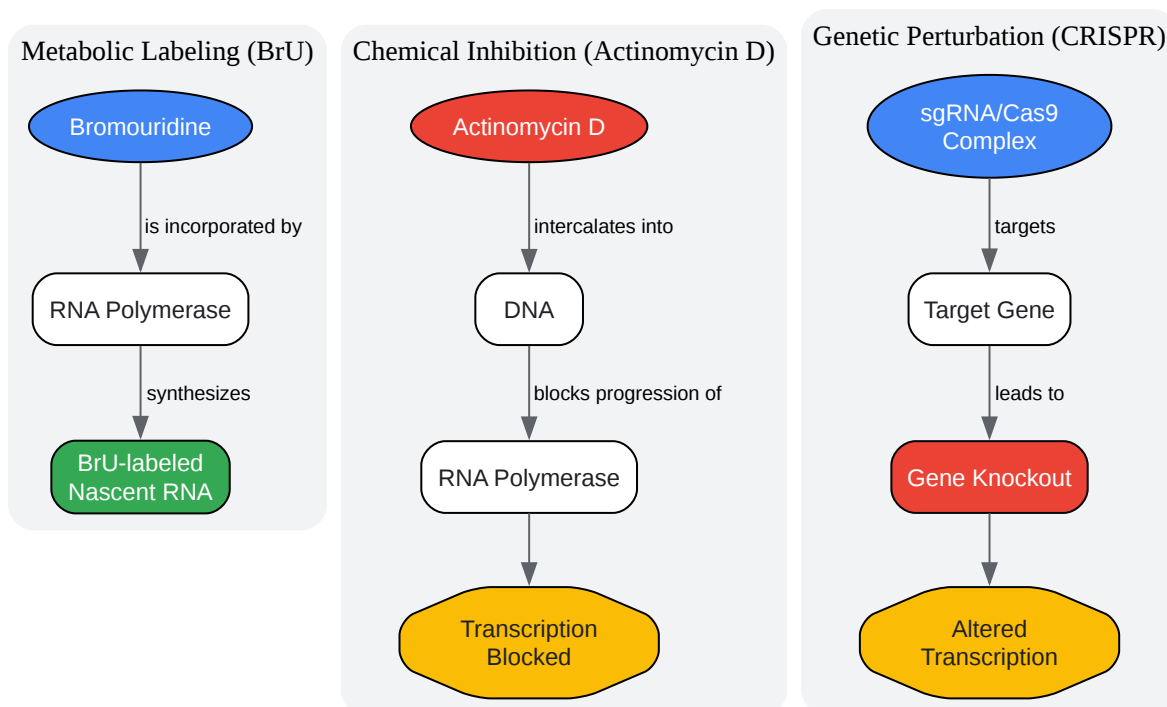 Metabolic Labeling (BrU)
Bromouridine
is incorporated by
RNA Polymerase
synthesizes
BrU-labeled
Nascent RNA
Chemical Inhibition (Actinomycin D)
Actinomycin D
intercalates into
DNA
blocks progression of
RNA Polymerase
Transcription
Blocked
Genetic Perturbation (CRISPR)
sgRNA/Cas9
Complex
targets
Target Gene
leads to
Gene Knockout
Altered
Transcription